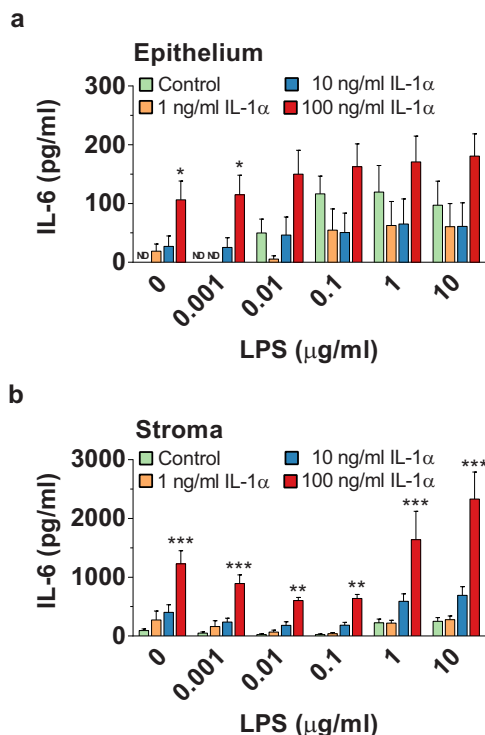 a
Epithelium
Control
10 ng/ml IL-1α
1 ng/ml IL-1α
100 ng/ml IL-1α
IL-6 (pg/ml)
300
200
100
0
ND
ND ND
*
*
0
0.001
0.01
0.1
1
10
LPS (μg/ml)
b
Stroma
Control
10 ng/ml IL-1α
1 ng/ml IL-1α
100 ng/ml IL-1α
IL-6 (pg/ml)
3000
2000
1000
0
***
***
**
**
***
***
0
0.001
0.01
0.1
1
10
LPS (μg/ml)